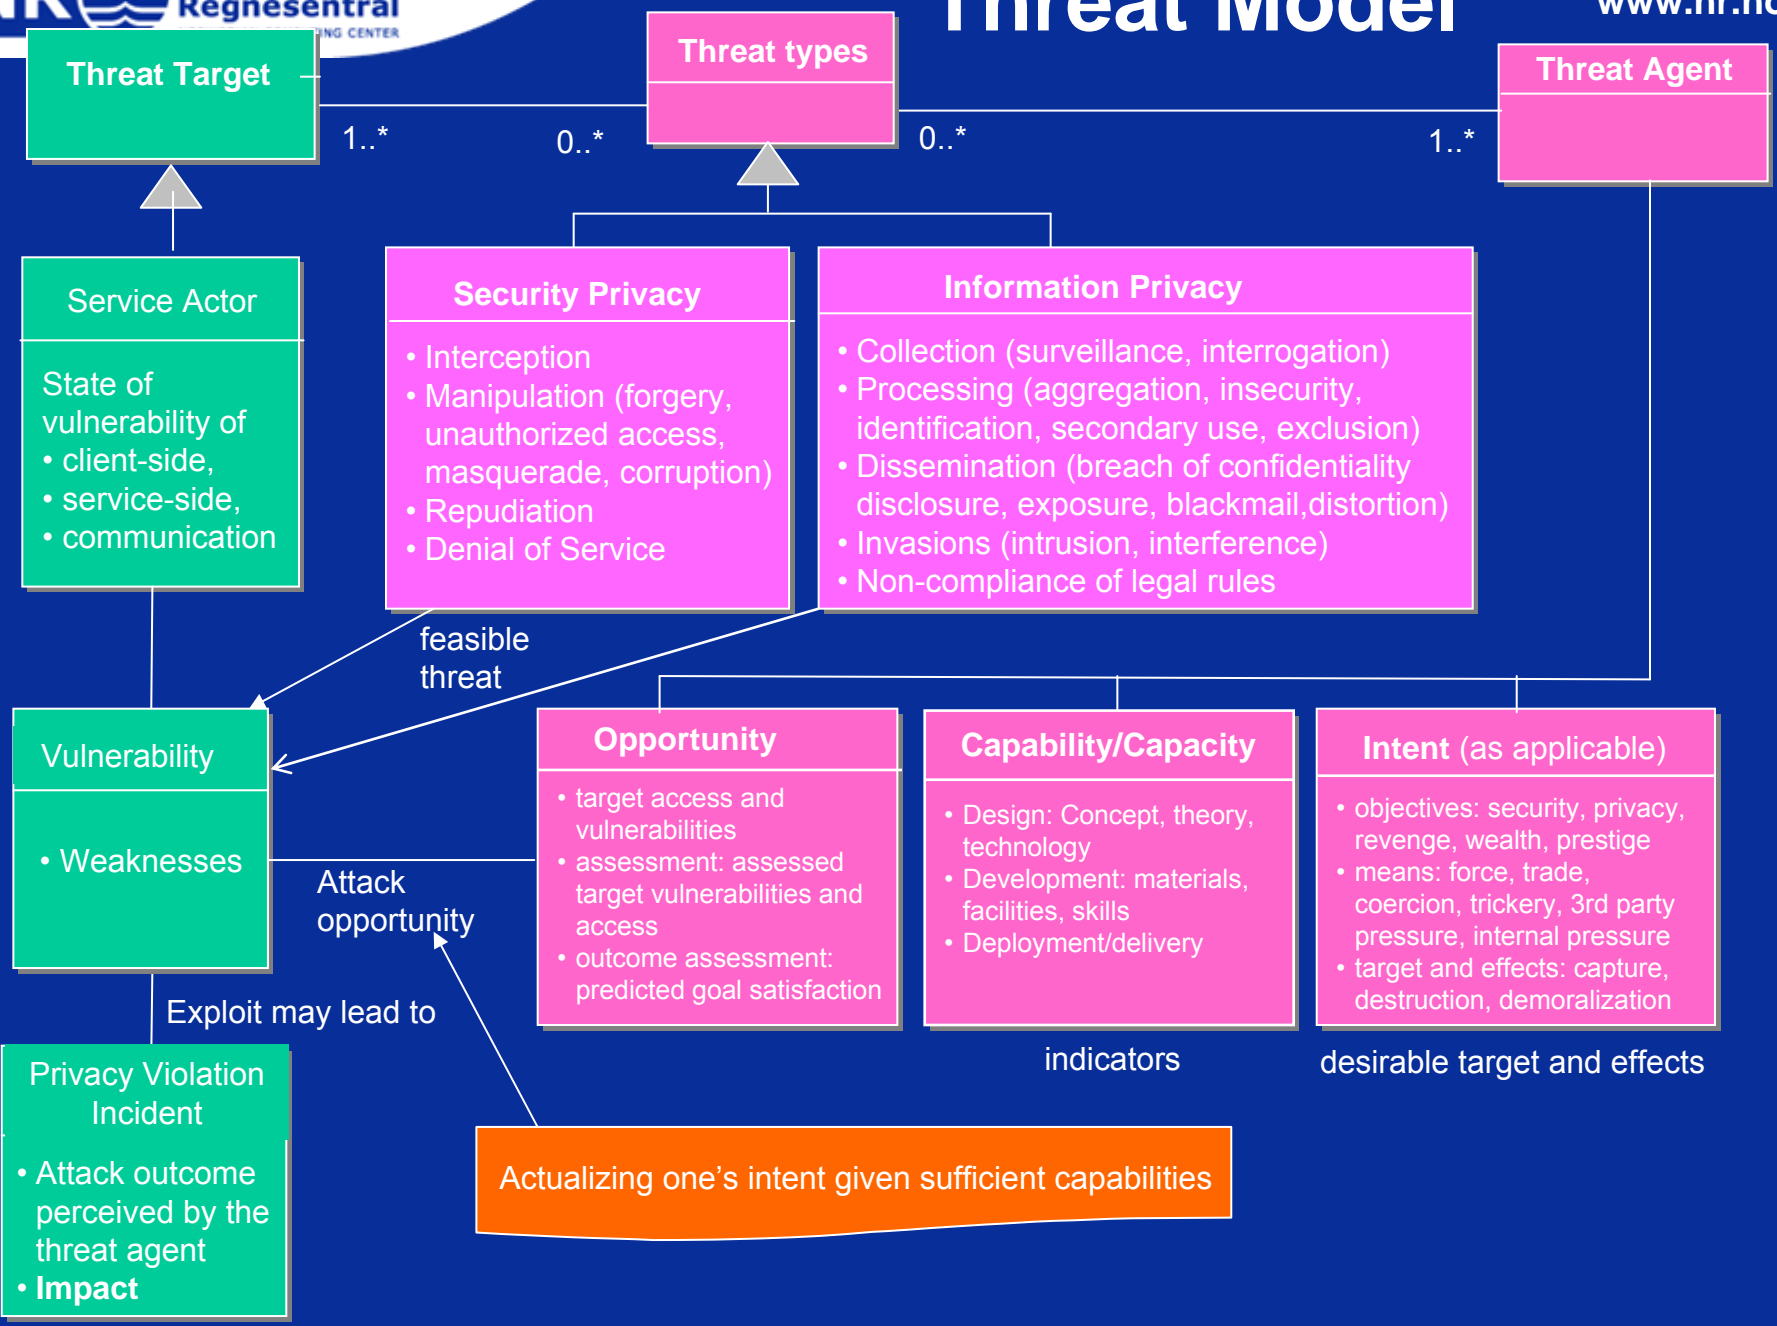 Regnesentral
Threat Model
www.nr.no
Threat Target
Threat types
Threat Agent
1..*
0..*
0..*
1..*
Service Actor
State of
vulnerability of
• client-side,
• service-side,
• communication
Security Privacy
• Interception
• Manipulation (forgery,
unauthorized access,
masquerade, corruption)
• Repudiation
• Denial of Service
Information Privacy
• Collection (surveillance, interrogation)
• Processing (aggregation, insecurity,
identification, secondary use, exclusion)
• Dissemination (breach of confidentiality
disclosure, exposure, blackmail,distortion)
• Invasions (intrusion, interference)
• Non-compliance of legal rules
feasible
threat
Vulnerability
• Weaknesses
Attack
opportunity
Opportunity
• target access and
vulnerabilities
• assessment: assessed
target vulnerabilities and
access
• outcome assessment:
predicted goal satisfaction
Capability/Capacity
• Design: Concept, theory,
technology
• Development: materials,
facilities, skills
• Deployment/delivery
Intent (as applicable)
• objectives: security, privacy,
revenge, wealth, prestige
• means: force, trade,
coercion, trickery, 3rd party
pressure, internal pressure
• target and effects: capture,
destruction, demoralization
Exploit may lead to
indicators
desirable target and effects
Privacy Violation
Incident
• Attack outcome
perceived by the
threat agent
• Impact
Actualizing one’s intent given sufficient capabilities